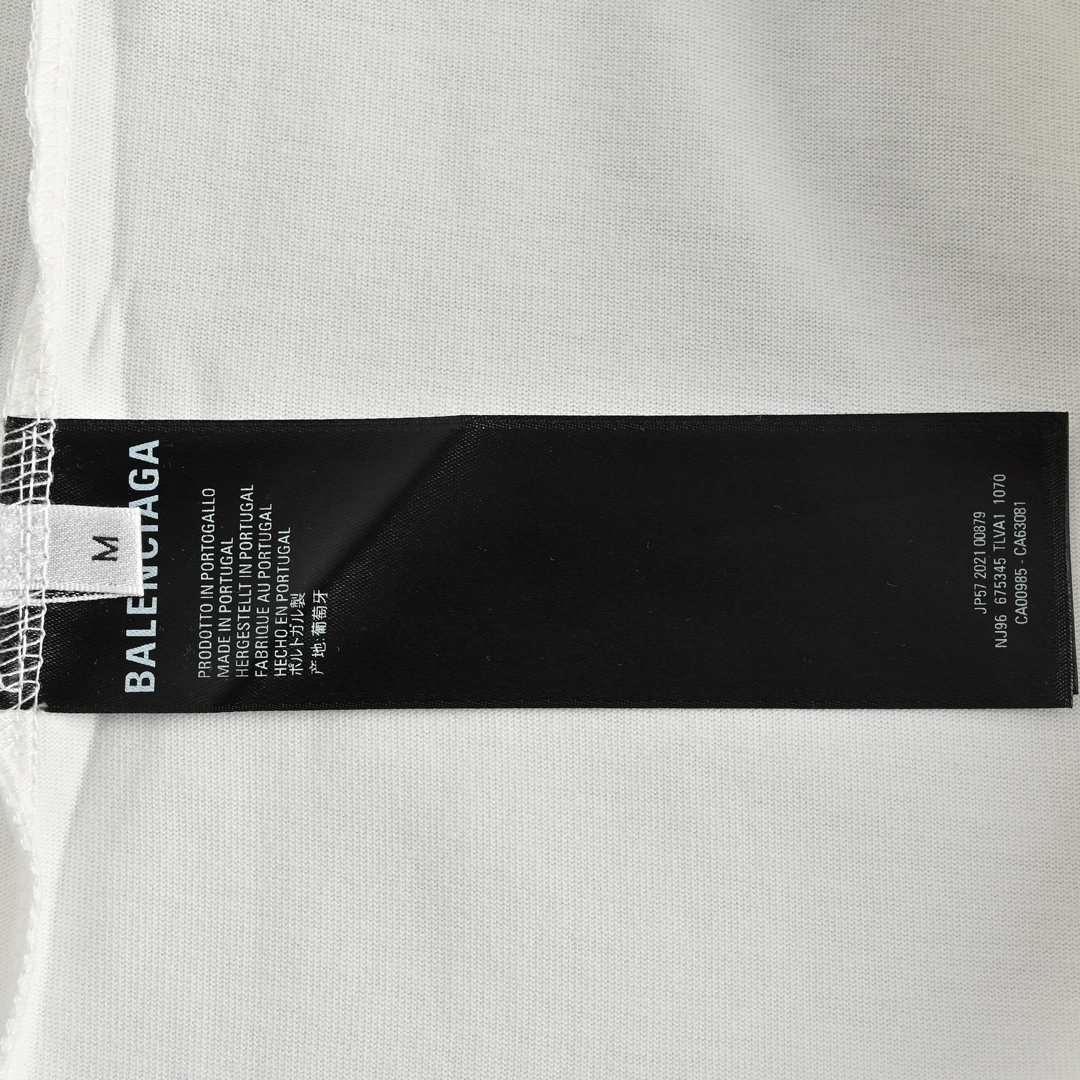 M
BALENCIAGA
PRODOTTO IN PORTOGALLO
MADE IN PORTUGAL
HERGESTELLT IN PORTUGAL
FABRIQUE AU PORTUGAL
HECHO EN PORTUGAL
ポルトガル製
产地: 葡萄牙
JP57 2021 00879
NJ96 675345 TLVA1 1070
CA00985 - CA63081